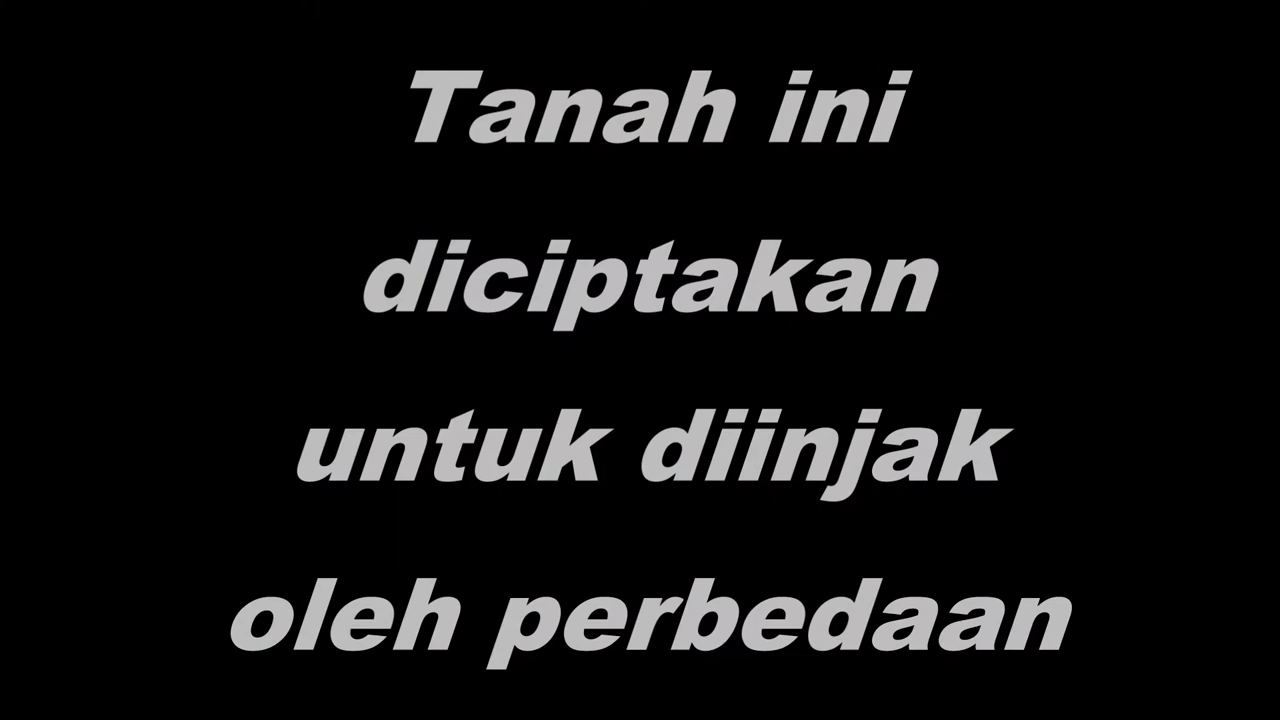 Tanah ini
diciptakan
untuk diinjak
oleh perbedaan